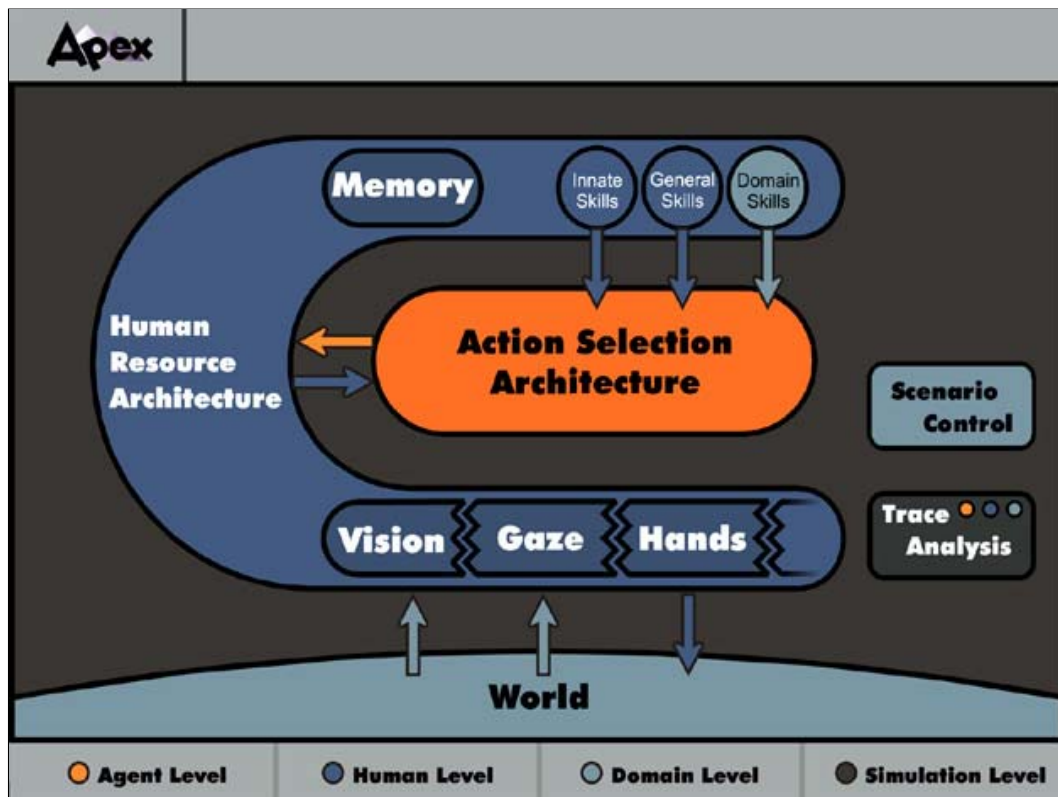 Apex
Memory
Innate
Skills
General
Skills
Domain
Skills
Human
Resource
Architecture
Action Selection
Architecture
Scenario
Control
Trace
Analysis
Vision
Gaze
Hands
World
Agent Level
Human Level
Domain Level
Simulation Level